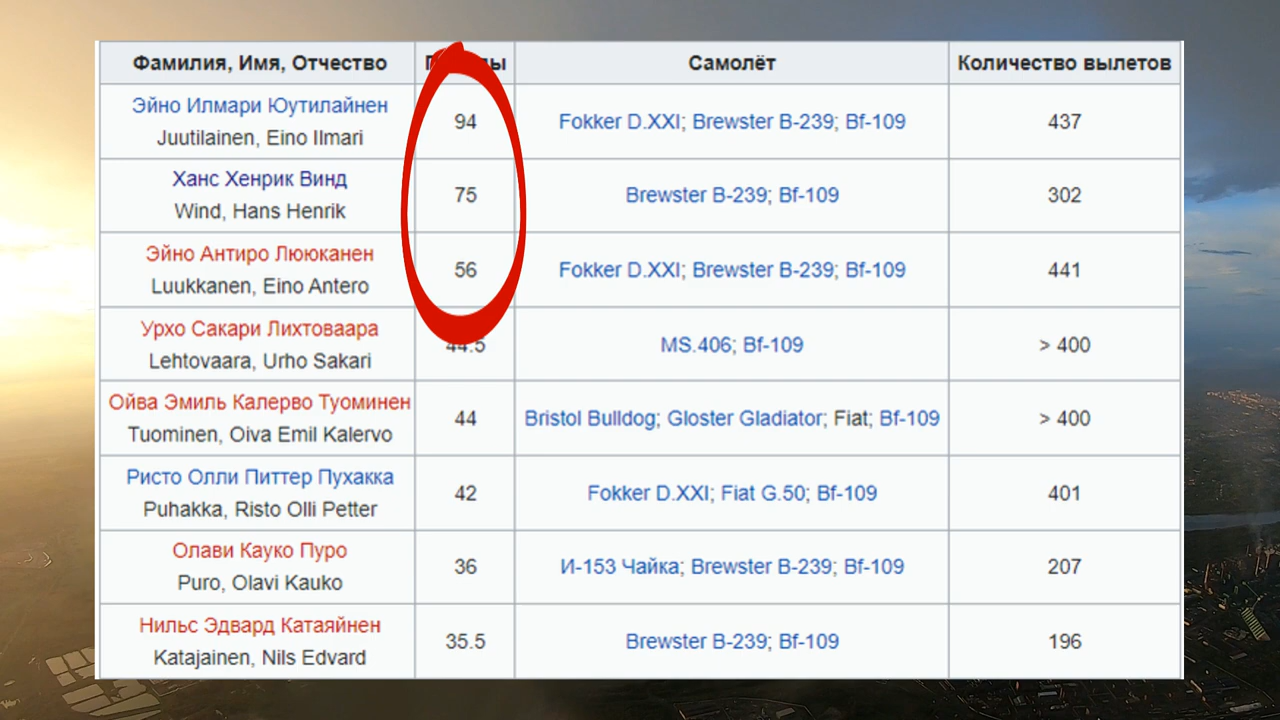 Фамилия, Имя, Отчество
Самолёт
Количество вылетов
Эйно Илмари Юутилайнен
Juutilainen, Eino Ilmari
94
Fokker D.XXI; Brewster B-239; Bf-109
437
Ханс Хенрик Винд
Wind, Hans Henrik
75
Brewster B-239; Bf-109
302
Эйно Антиро Лююканен
Luukkanen, Eino Antero
56
Fokker D.XXI; Brewster B-239; Bf-109
441
Урхо Сакари Лихтоваара
Lehtovaara, Urho Sakari
44.5
MS.406; Bf-109
> 400
Ойва Эмиль Калерво Туоминен
Tuominen, Oiva Emil Kalervo
44
Bristol Bulldog; Gloster Gladiator; Fiat; Bf-109
> 400
Ристо Олли Питтер Пухакка
Puhakka, Risto Olli Petter
42
Fokker D.XXI; Fiat G.50; Bf-109
401
Олави Кауко Пуро
Puro, Olavi Kauko
36
И-153 Чайка; Brewster B-239; Bf-109
207
Нильс Эдвард Катаяйнен
Katajainen, Nils Edvard
35.5
Brewster B-239; Bf-109
196